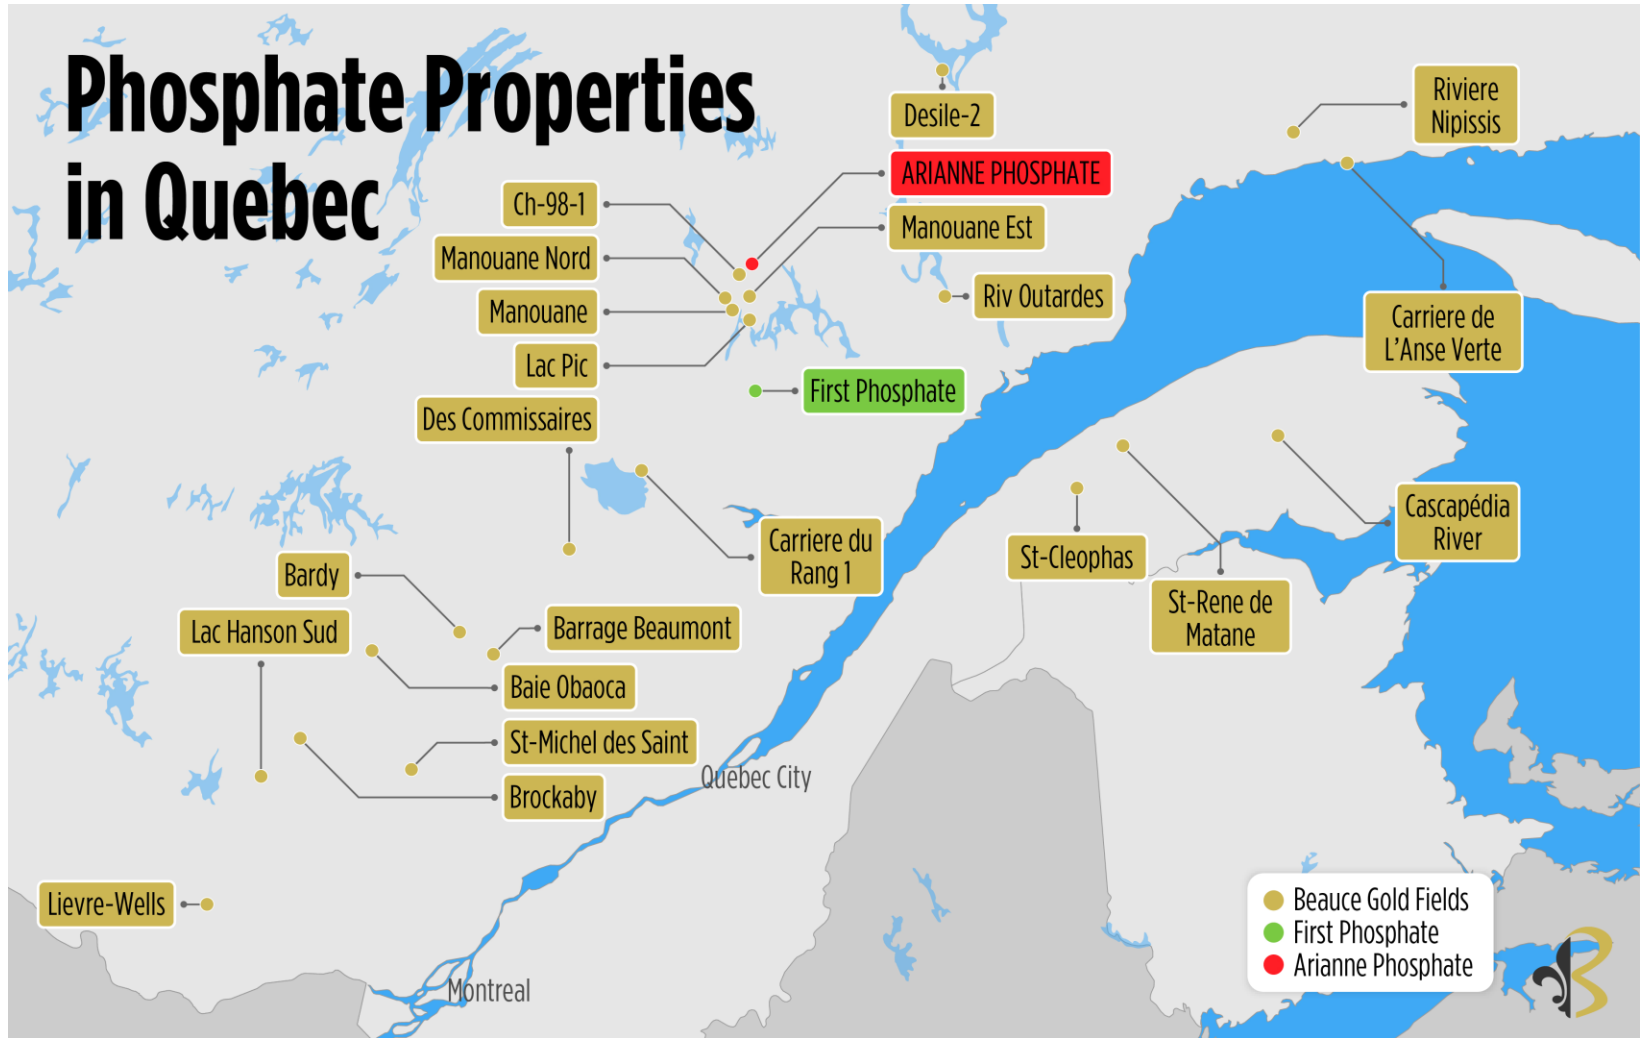 Phosphate Properties
in Quebec
Desile-2
Riviere
Nipissis
ARIANNE PHOSPHATE
Ch-98-1
Manouane Est
Manouane Nord
Riv Outardes
Manouane
Carriere de
L'Anse Verte
Lac Pic
First Phosphate
Des Commissaires
Cascapédia
River
Carriere du
Rang 1
St-Cleophas
Bardy
St-Rene de
Matane
Lac Hanson Sud
Barrage Beaumont
Baie Obaoca
St-Michel des Saint
Quebec City
Brockaby
Lievre-Wells
Montreal
Beauce Gold Fields
First Phosphate
Arianne Phosphate